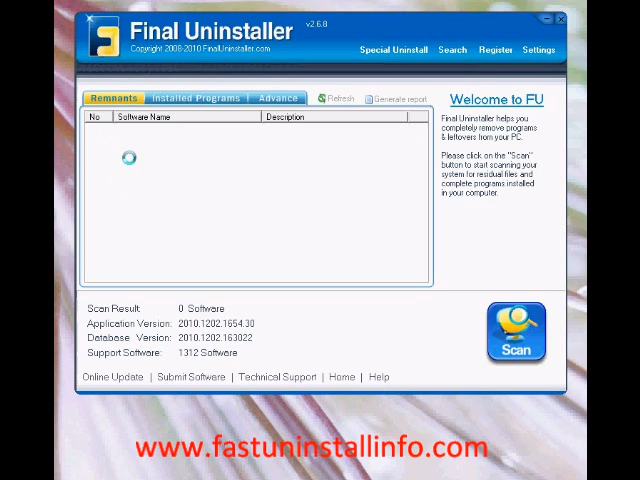 Final Uninstaller v2.6.8
Copyright 2008-2010 FinalUninstaller.com
Special Uninstall Search Register Settings
Remnants Installed Programs Advance Refresh Generate report
No Software Name Description
Welcome to FU
Final Uninstaller helps you
completely remove programs
& leftovers from your PC.
Please click on the "Scan"
button to start scanning your
system for residual files and
complete programs installed
in your computer.
Scan Result: 0 Software
Application Version: 2010.1202.1654.30
Database Version: 2010.1202.163022
Support Software: 1312 Software
Scan
Online Update | Submit Software | Technical Support | Home | Help
www.fastuninstallinfo.com